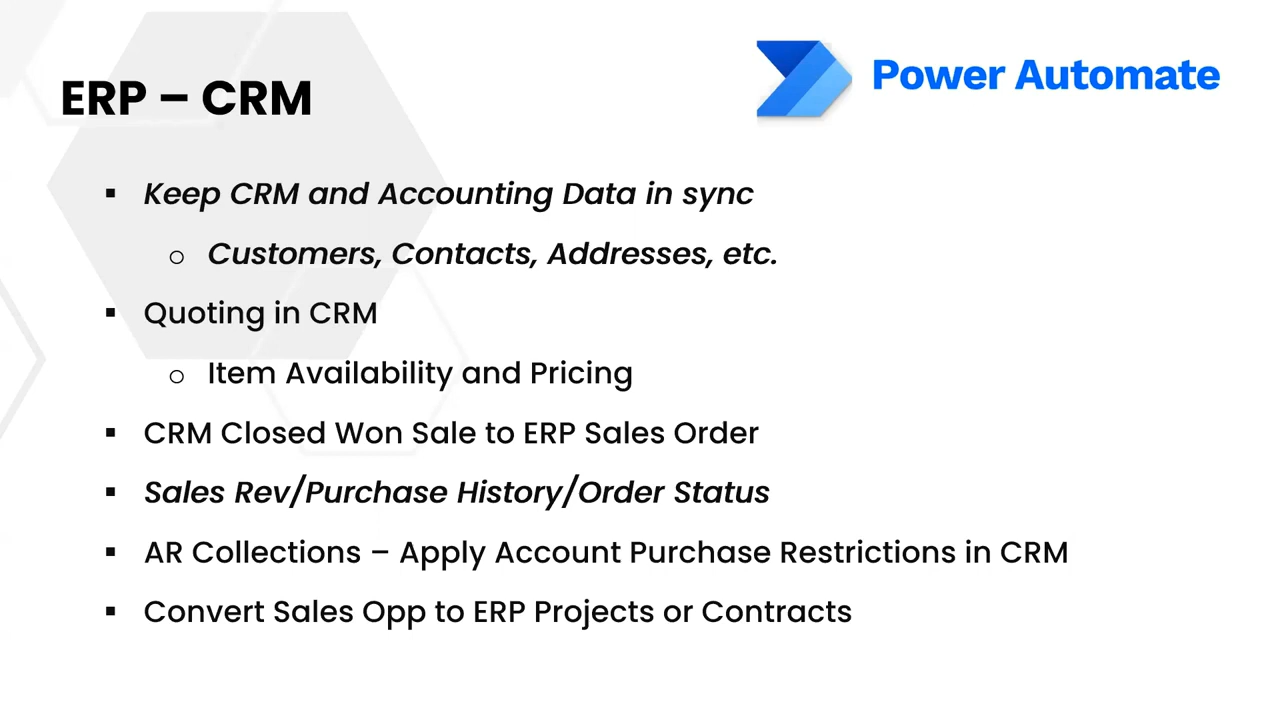 Power Automate
ERP – CRM
▪ Keep CRM and Accounting Data in sync
o Customers, Contacts, Addresses, etc.
▪ Quoting in CRM
o Item Availability and Pricing
▪ CRM Closed Won Sale to ERP Sales Order
▪ Sales Rev/Purchase History/Order Status
▪ AR Collections – Apply Account Purchase Restrictions in CRM
▪ Convert Sales Opp to ERP Projects or Contracts